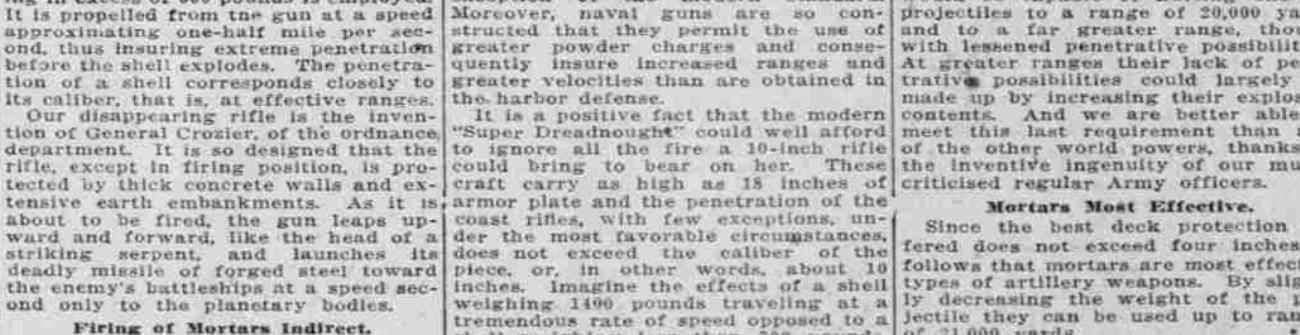 It is propelled from the gun at a speed
approximating one-half mile per sec-
ond, thus insuring extreme penetration
before the shell explodes. The penetra-
tion of a shell corresponds closely to
its caliber, that is, at effective ranges.
Our disappearing rifle is the inven-
tion of General Crozier, of the ordnance
department. It is so designed that the
rifle, except in firing position, is pro-
tected by thick concrete walls and ex-
tensive earth embankments. As it is
about to be fired, the gun leaps up-
ward and forward, like the head of a
striking serpent, and launches its
deadly missile of forged steel toward
the enemy's battleships at a speed sec-
ond only to the planetary bodies.
Firing of Mortars Indirect.
Moreover, naval guns are so con-
structed that they permit the use of
greater powder charges and conse-
quently insure increased ranges and
greater velocities than are obtained in
the harbor defense.
It is a positive fact that the modern
"Super Dreadnought" could well afford
to ignore all the fire a 10-inch rifle
could bring to bear on her. These
craft carry as high as 18 inches of
armor plate and the penetration of the
coast rifles, with few exceptions, un-
der the most favorable circumstances,
does not exceed the caliber of the
piece, or, in other words, about 10
inches. Imagine the effects of a shell
weighing 1400 pounds traveling at a
tremendous rate of speed opposed to a
projectiles to a range of 20,000 ya
and to a far greater range, thou
with lessened penetrative possibilit
At greater ranges their lack of pe
trative possibilities could largely
made up by increasing their explos
contents. And we are better able
meet this last requirement than
of the other world powers, thanks
the inventive ingenuity of our mu
criticised regular Army officers.
Mortars Most Effective.
Since the best deck protection
fered does not exceed four inches
follows that mortars are most effect
types of artillery weapons. By slig
ly decreasing the weight of the p
jectile they can be used up to ran
of 21,000 yards